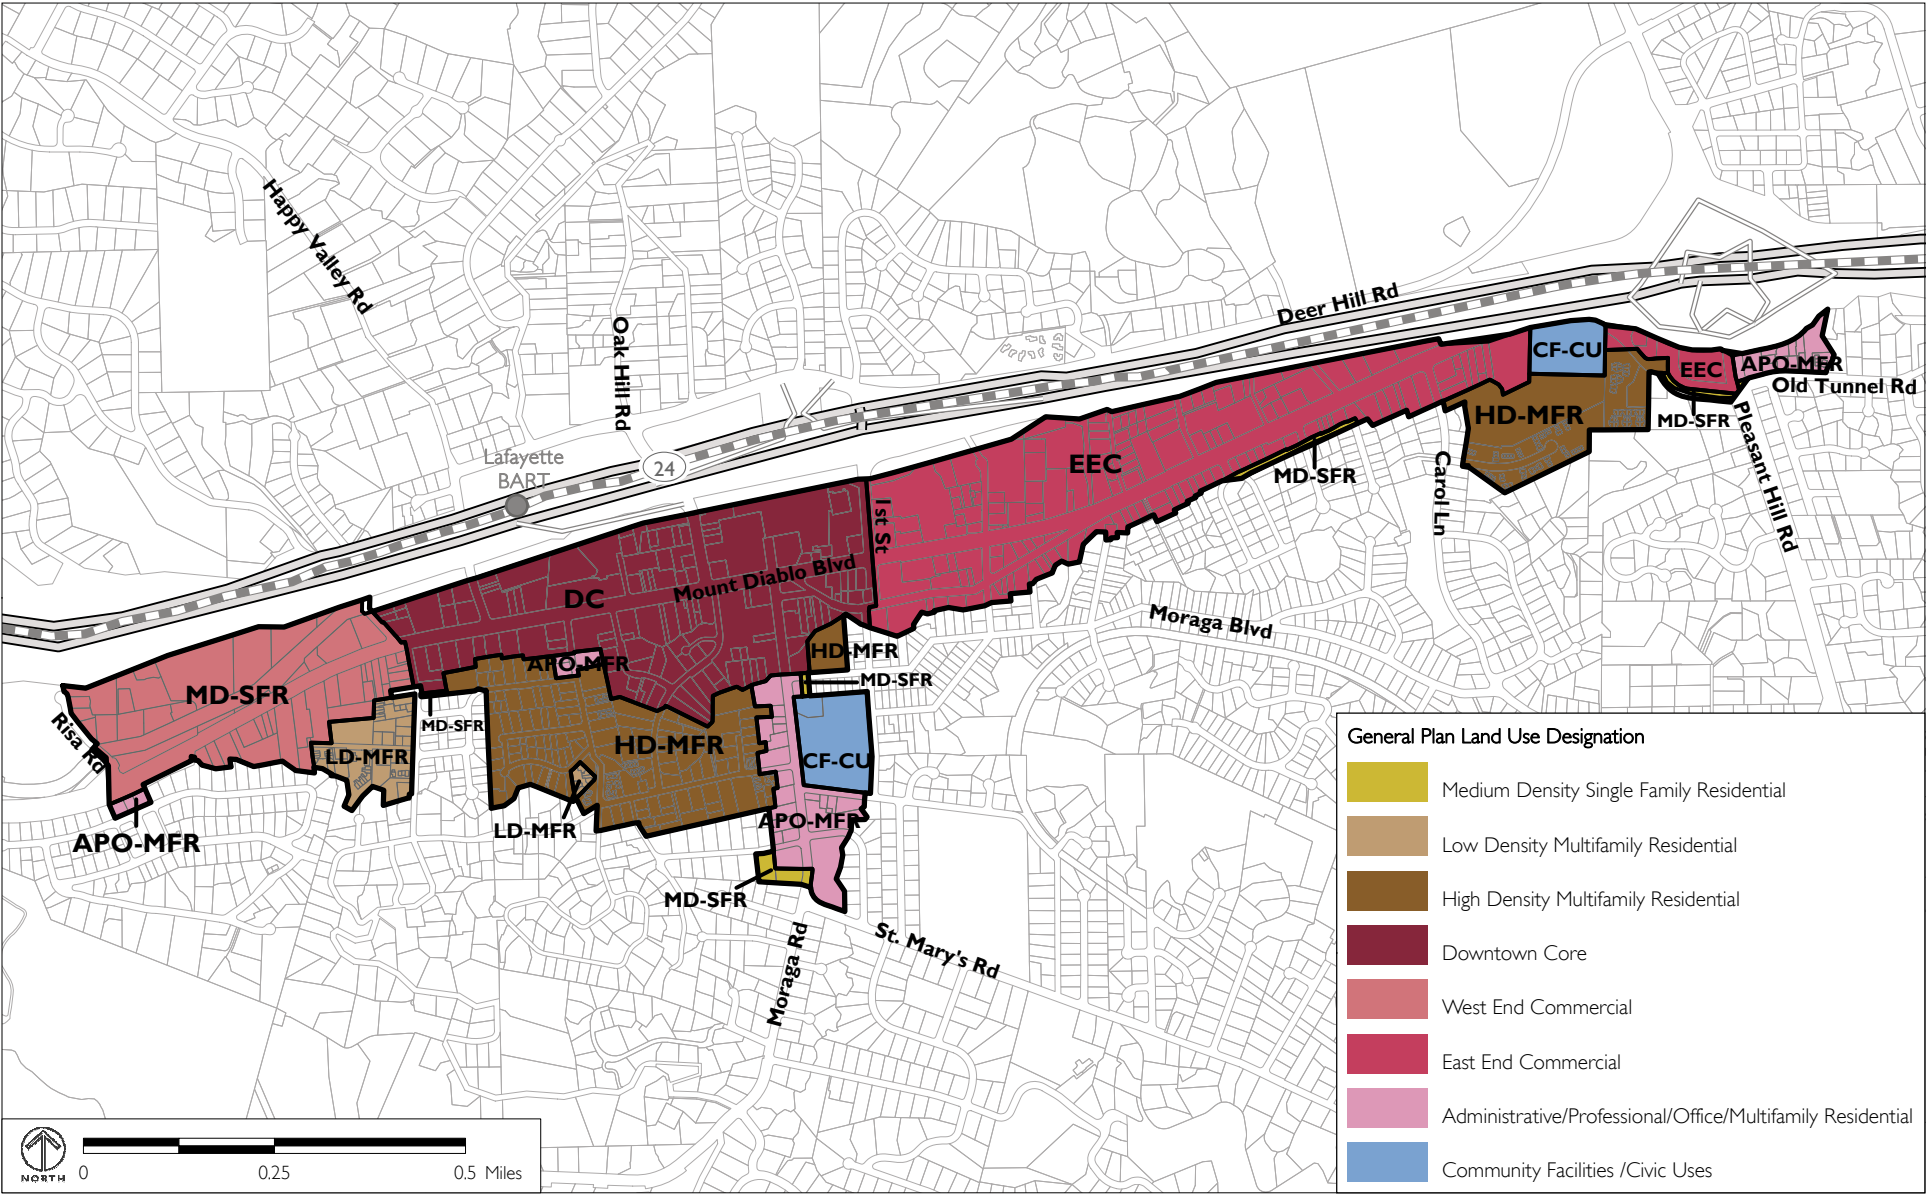 Happy Valley Rd
Oak Hill Rd
Deer Hill Rd
Lafayette
BART
24
CF-CU
EEC
APO-MFR
Old Tunnel Rd
HD-MFR
MD-SFR
Pleasant Hill Rd
EEC
MD-SFR
Carol Ln
1st St
Mount Diablo Blvd
DC
Moraga Blvd
HD-MFR
APO-MFR
MD-SFR
MD-SFR
MD-SFR
Risa Rd
LD-MFR
HD-MFR
CF-CU
APO-MFR
LD-MFR
APO-MFR
MD-SFR
Moraga Rd
St. Mary's Rd
General Plan Land Use Designation
Medium Density Single Family Residential
Low Density Multifamily Residential
High Density Multifamily Residential
Downtown Core
West End Commercial
East End Commercial
Administrative/Professional/Office/Multifamily Residential
Community Facilities /Civic Uses
NORTH
0 0.25 0.5 Miles